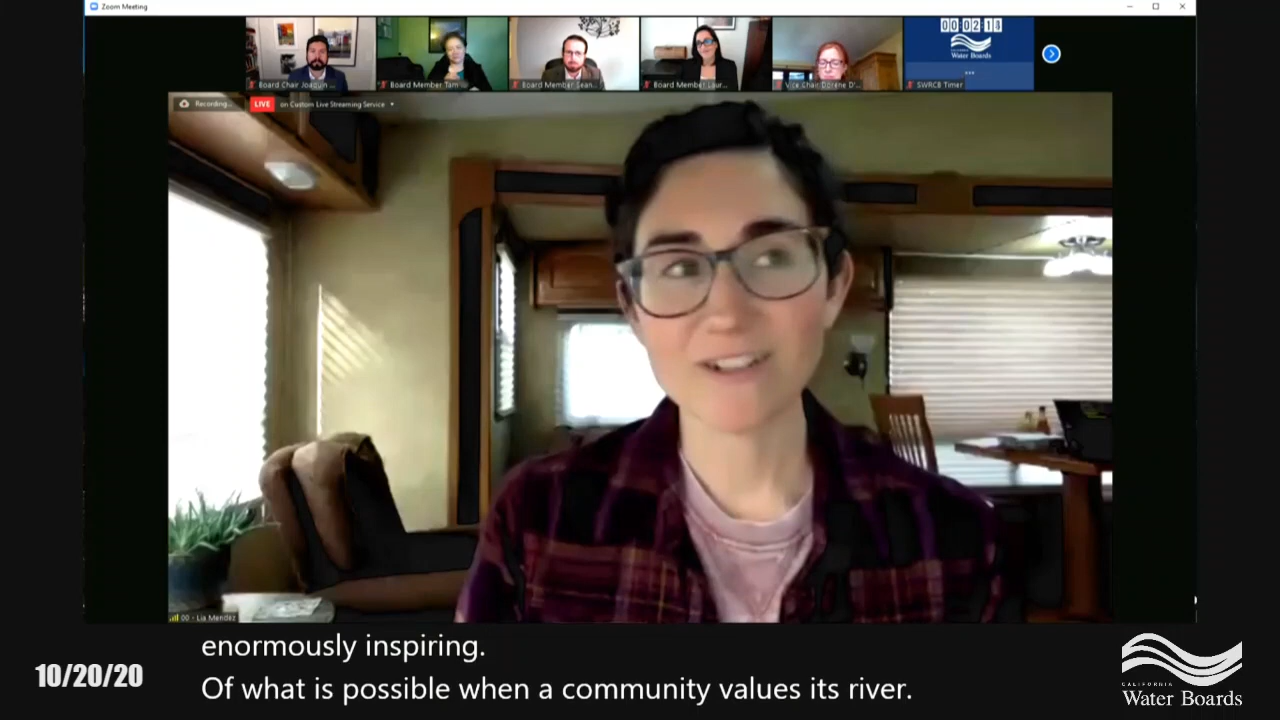 Zoom Meeting
Board Chair Joaquin ...
Board Member Tam ...
Board Member Sean...
Board Member Laur...
Vice Chair Dorene D'...
00:02:18
CALIFORNIA
Water Boards
SWRCB Timer
Recording...
LIVE
on Custom Live Streaming Service
00 - Lia Mendez
enormously inspiring.
Of what is possible when a community values its river.
10/20/20
CALIFORNIA
Water Boards